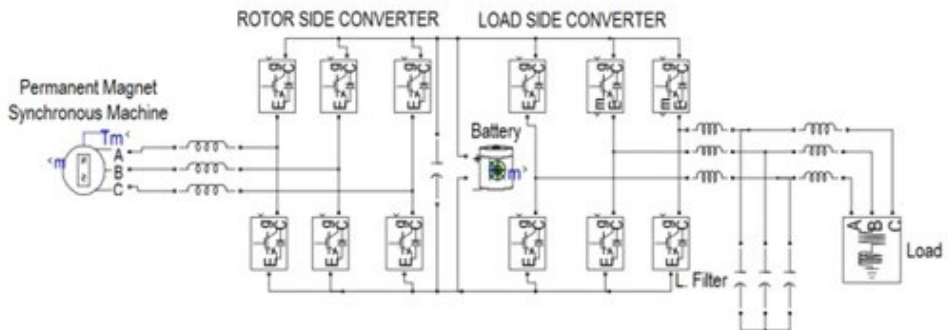 ROTOR SIDE CONVERTER
LOAD SIDE CONVERTER
Permanent Magnet
Synchronous Machine
Tm
<m
A
B
C
g C
E
g C
E
g C
E
Battery
m>
g C
E
g C
m E
g C
m E
g C
E
g C
E
g C
E
g C
E
g C
E
g C
E
L. Filter
A B C
Load